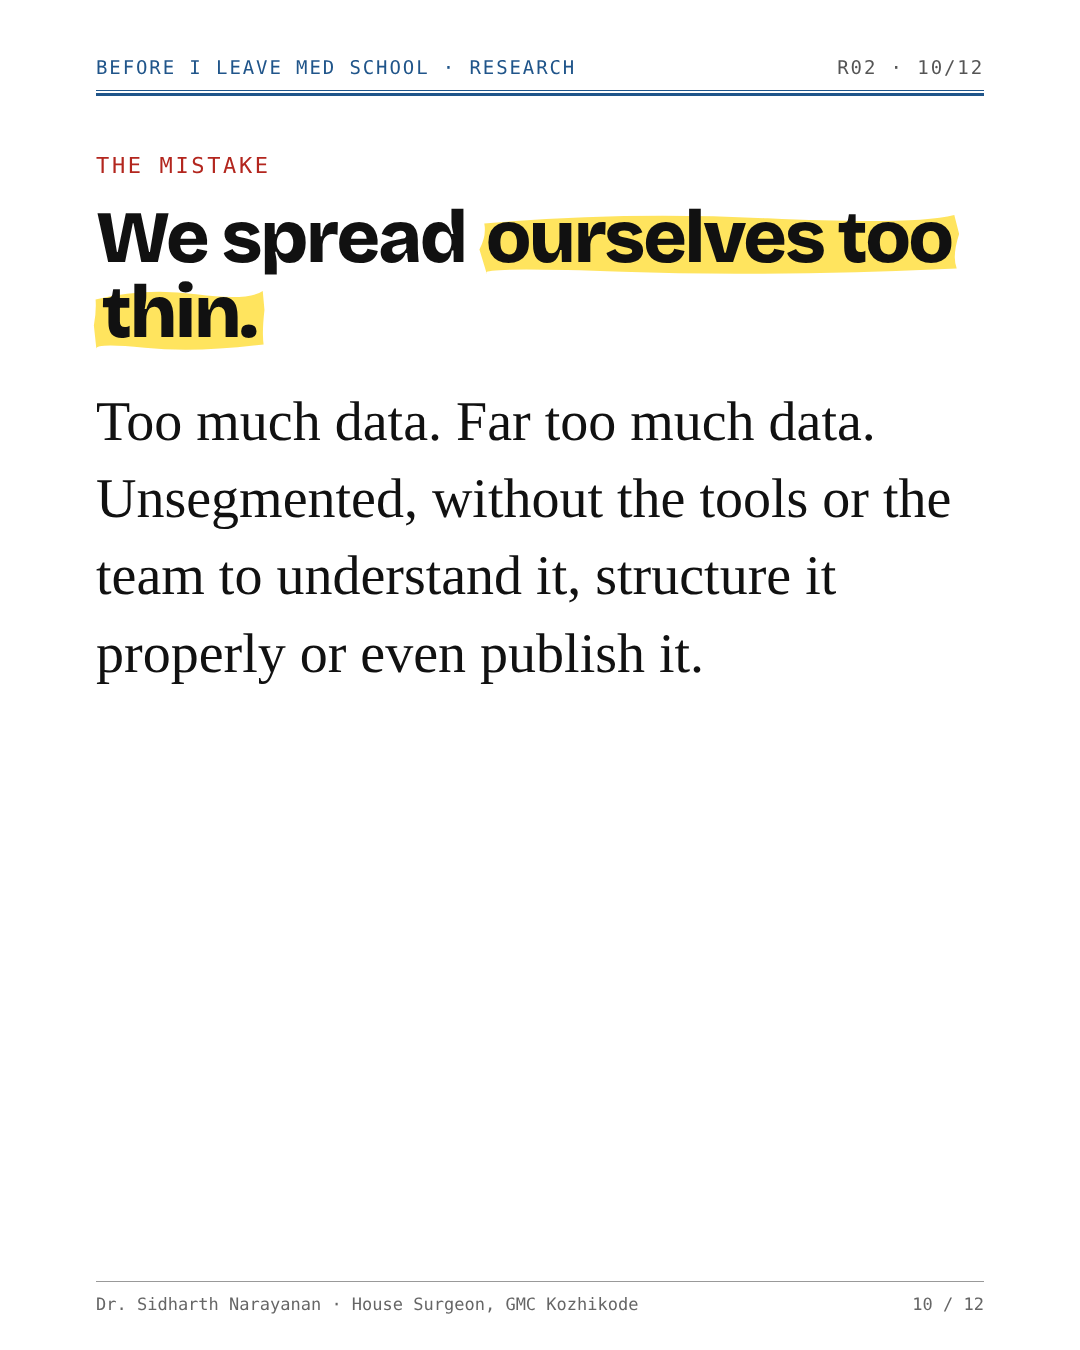 BEFORE I LEAVE MED SCHOOL · RESEARCH
R02 · 10/12
THE MISTAKE
We spread ourselves too
thin.
Too much data. Far too much data.
Unsegmented, without the tools or the
team to understand it, structure it
properly or even publish it.
Dr. Sidharth Narayanan · House Surgeon, GMC Kozhikode
10 / 12